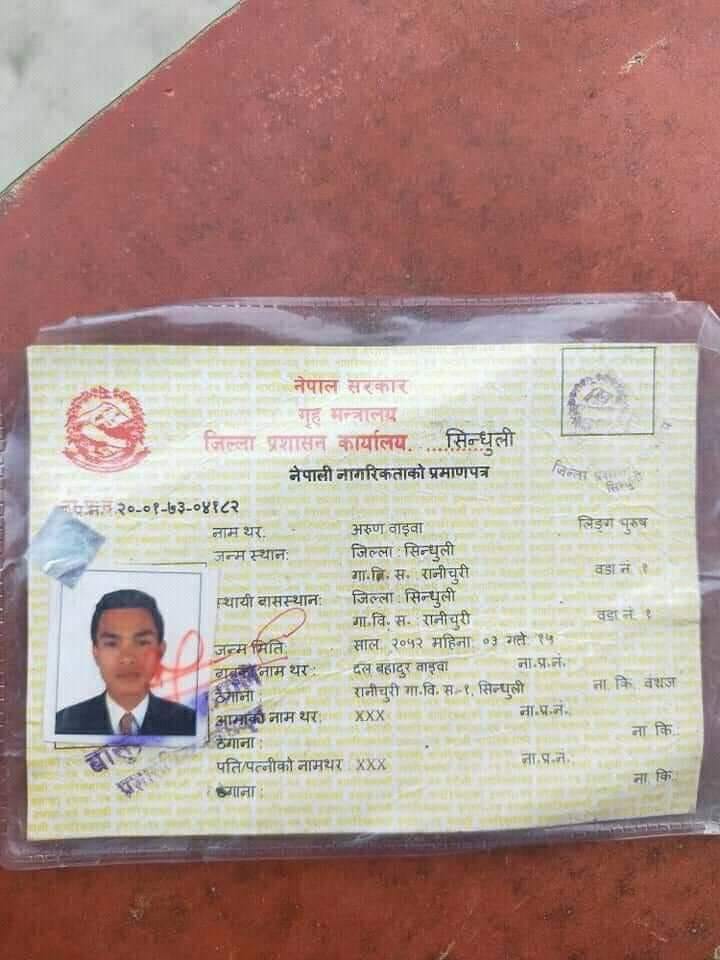 नेपाल सरकार
गृह मन्त्रालय
जिल्ला प्रशासन कार्यालय, ........सिन्धुली
नेपाली नागरिकताको प्रमाणपत्र
जिल्ला
सिन्धुली
२०-०१-७३-०४१८२
नाम थर. अरुण वाइवा लिङ्ग पुरुष
जन्म स्थान: जिल्ला : सिन्धुली
गा.बि. स. रानीचुरी वडा नं. १
स्थायी बासस्थान: जिल्ला : सिन्धुली
गा.वि. स. रानीचुरी वडा नं. १
जन्म मिति: साल २०५२ महिना: ०३ गते १५
बाबुको नाम थर : दल बहादुर वाइवा ना.प्र.नं.
ठेगाना रानीचुरी गा.वि. स.-१, सिन्धुली ना. कि. वंशज
आमाको नाम थर: XXX ना.प्र.नं.
ठेगाना : ना कि.
पति/पत्नीको नामथर XXX ना.प्र.नं.
ठेगाना : ना. कि.